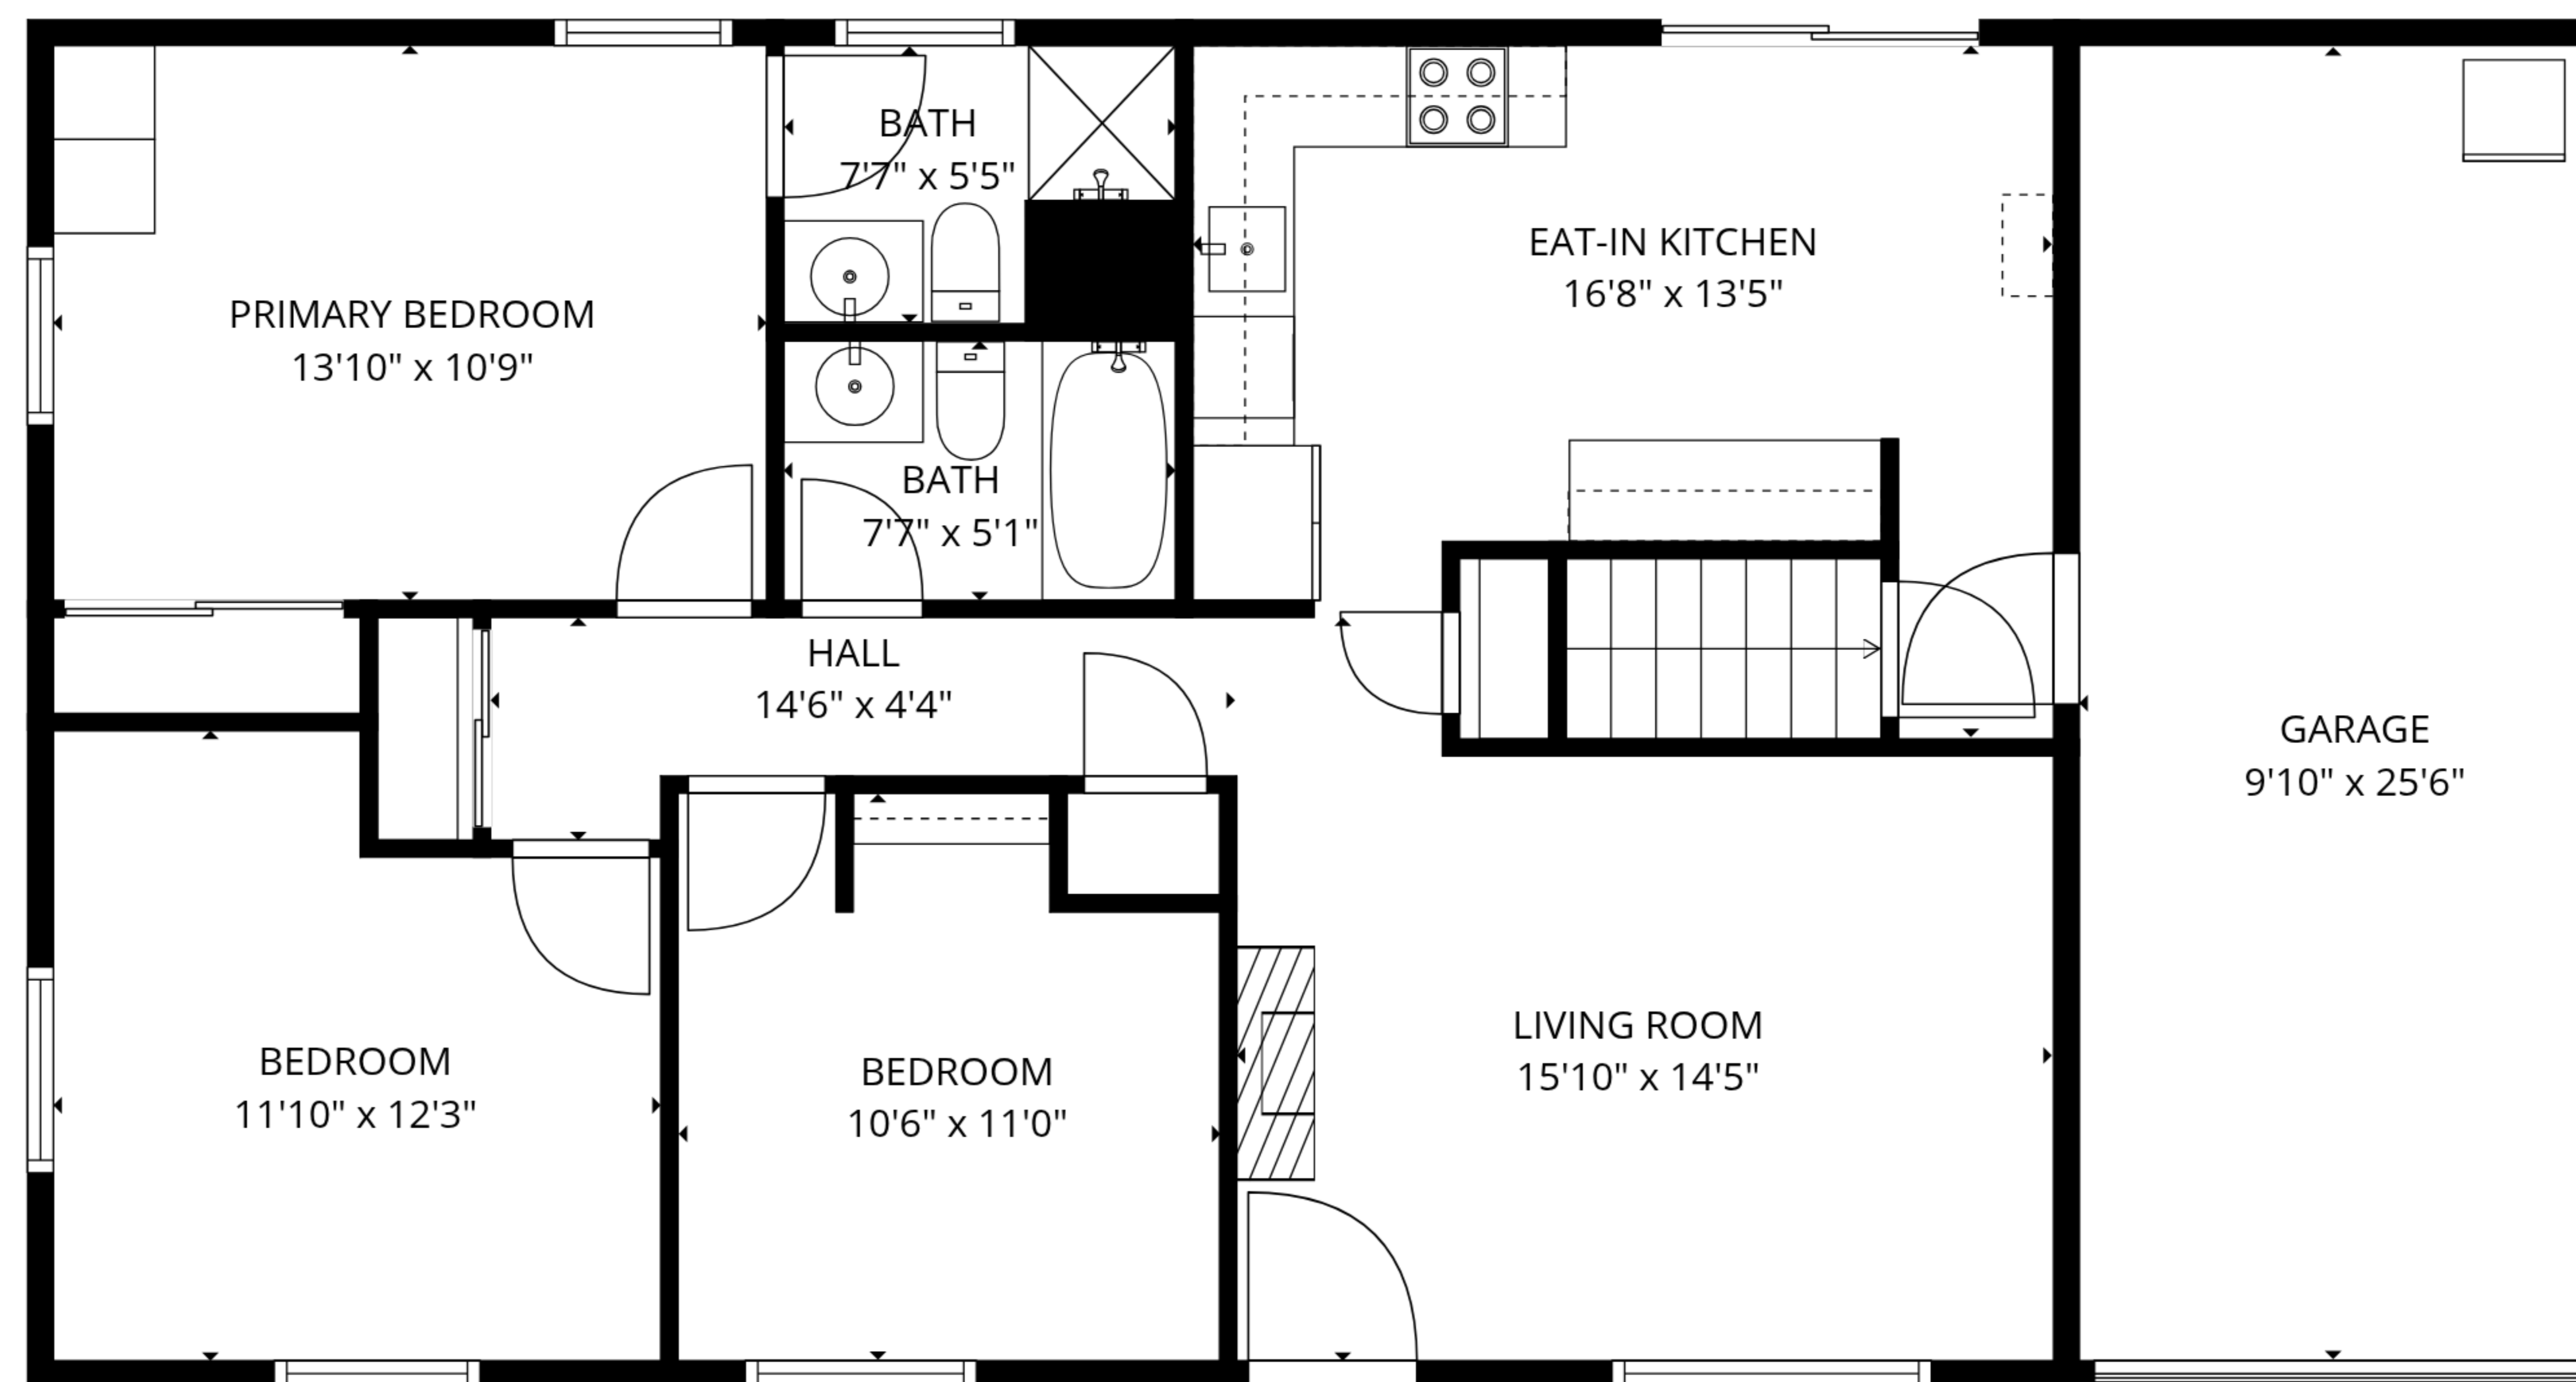 BATH
7'7" x 5'5"
EAT-IN KITCHEN
16'8" x 13'5"
PRIMARY BEDROOM
13'10" x 10'9"
BATH
7'7" x 5'1"
HALL
14'6" x 4'4"
GARAGE
9'10" x 25'6"
LIVING ROOM
15'10" x 14'5"
BEDROOM
11'10" x 12'3"
BEDROOM
10'6" x 11'0"